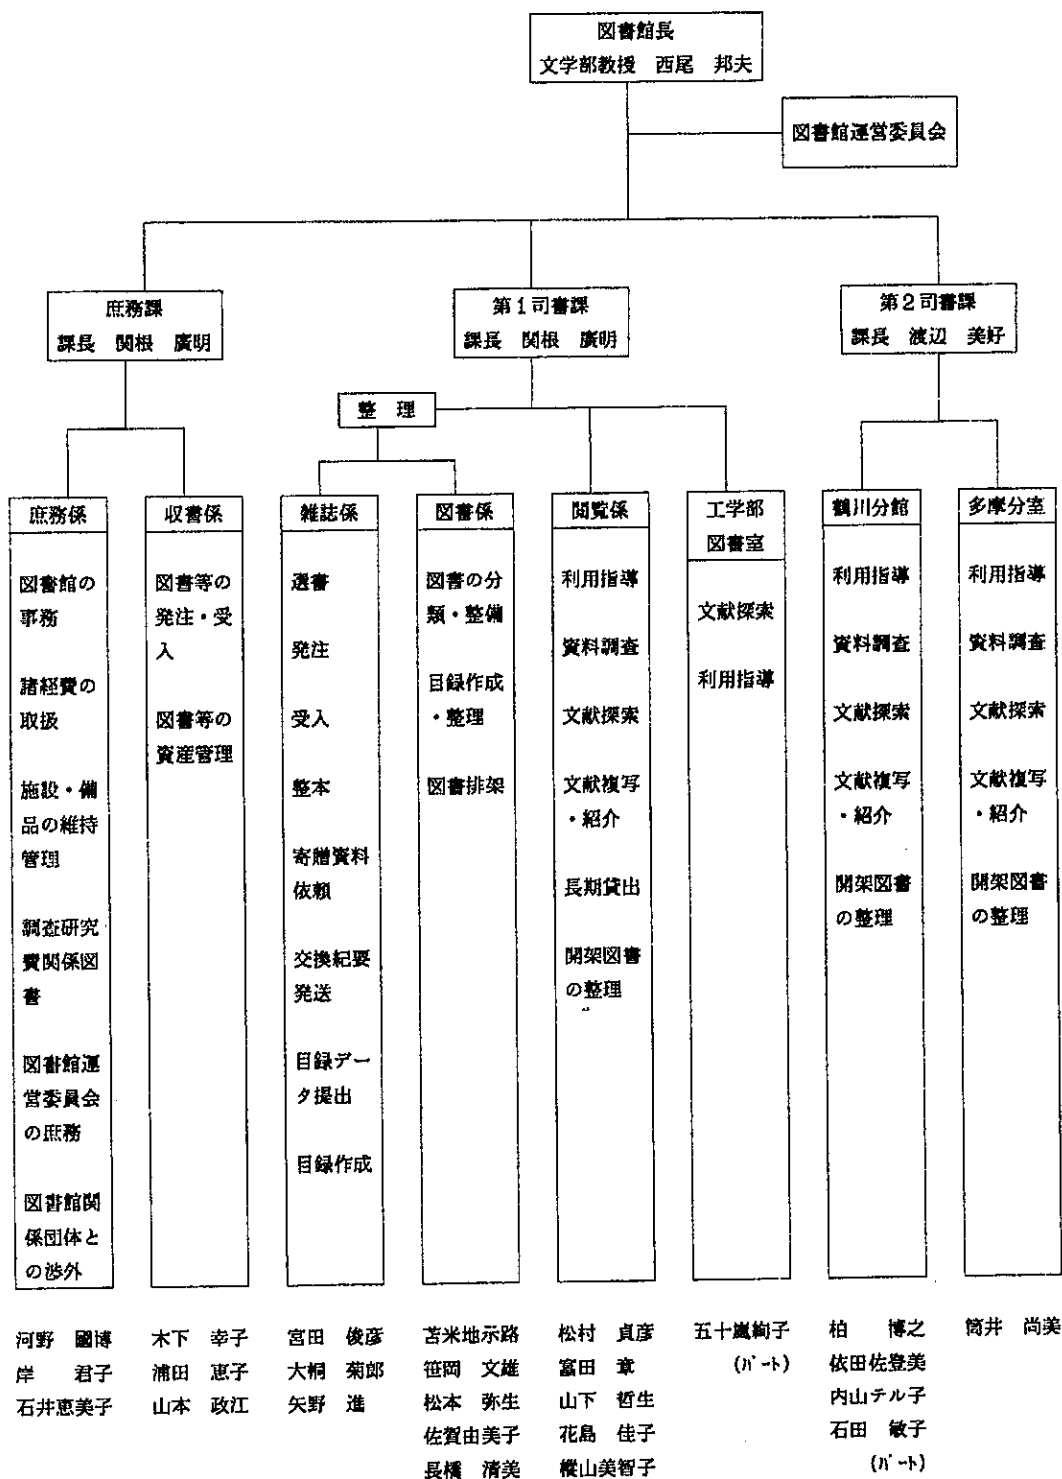 図書館長
文学部教授　西尾　邦夫
図書館運営委員会
庶務課
課長　関根　廣明
第1司書課
課長　関根　廣明
第2司書課
課長　渡辺　美好
整　理
庶務係
図書館の
事務
諸経費の
取扱
施設・備
品の維持
管理
調査研究
費関係図
書
図書館運
営委員会
の庶務
図書館関
係団体と
の渉外
河野　國博
岸　君子
石井恵美子
収書係
図書等の
発注・受
入
図書等の
資産管理
木下　幸子
浦田　恵子
山本　政江
雑誌係
選書
発注
受入
整本
寄贈資料
依頼
交換紀要
発送
目録デー
タ提出
目録作成
宮田　俊彦
大桐　菊郎
矢野　進
図書係
図書の分
類・整備
目録作成
・整理
図書排架
苫米地示路
笹岡　文雄
松本　弥生
佐賀由美子
長橋　清美
閲覧係
利用指導
資料調査
文献探索
文献複写
・紹介
長期貸出
開架図書
の整理
松村　貞彦
富田　章
山下　哲生
花島　佳子
樅山美智子
工学部
図書室
文献探索
利用指導
五十嵐絢子
(パート)
鶴川分館
利用指導
資料調査
文献探索
文献複写
・紹介
開架図書
の整理
柏　博之
依田佐登美
内山テル子
石田　敏子
(パート)
多摩分室
利用指導
資料調査
文献探索
文献複写
・紹介
開架図書
の整理
筒井　尚美